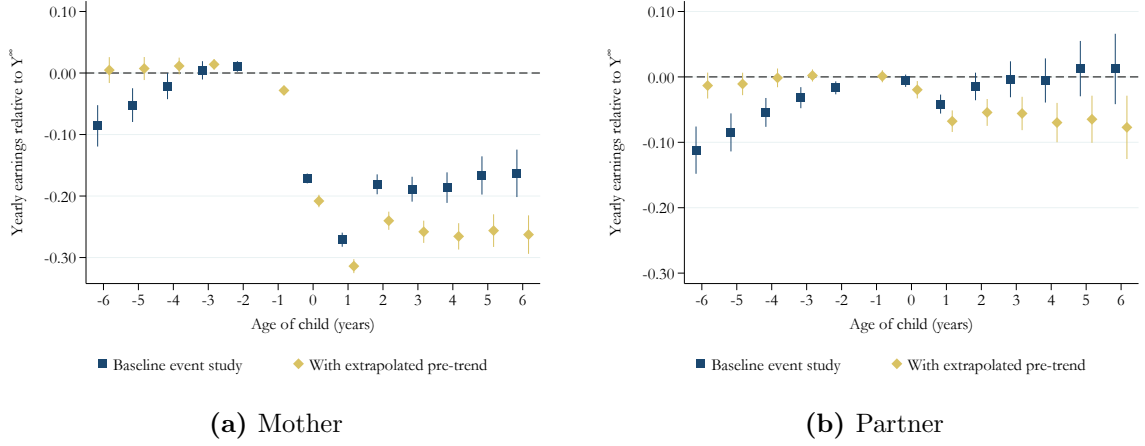 0.10
0.00
-0.10
-0.20
-0.30
Yearly earnings relative to Y∞
-6 -5 -4 -3 -2 -1 0 1 2 3 4 5 6
Age of child (years)
Baseline event study With extrapolated pre-trend
(a) Mother
0.10
0.00
-0.10
-0.20
-0.30
Yearly earnings relative to Y∞
-6 -5 -4 -3 -2 -1 0 1 2 3 4 5 6
Age of child (years)
Baseline event study With extrapolated pre-trend
(b) Partner